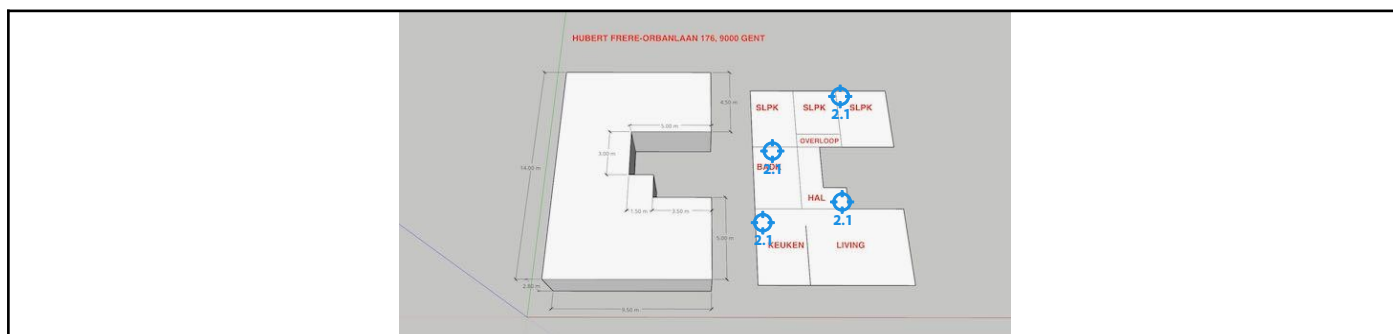 HUBERT FRERE-ORBANLAAN 176, 9000 GENT
4.50 m
5.00 m
3.00 m
14.00 m
1.50 m
3.50 m
5.00 m
2.80 m
9.50 m
SLPK
SLPK
SLPK
2.1
OVERLOOP
BADK
2.1
HAL
2.1
2.1
KEUKEN
LIVING